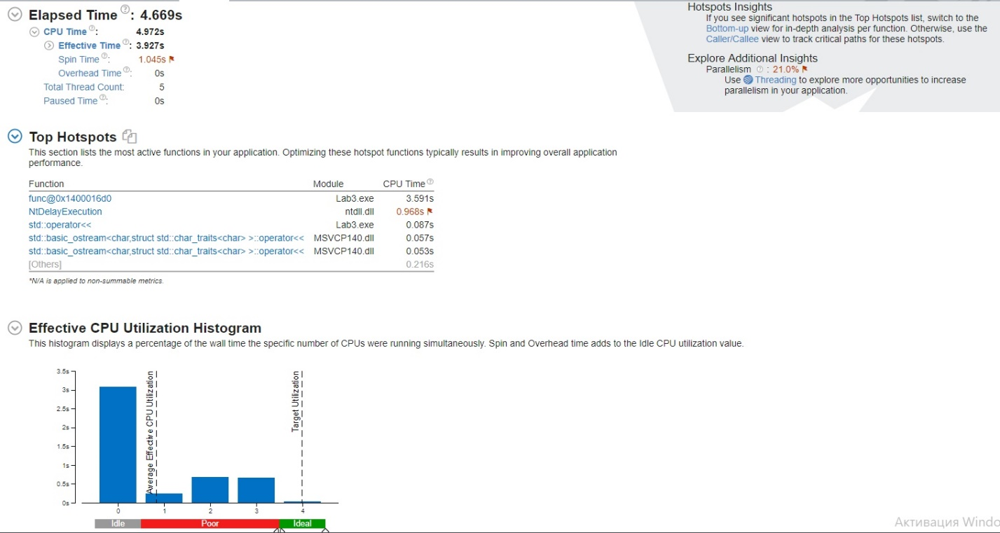 Elapsed Time ?: 4.669s
CPU Time ?: 4.972s
Effective Time ?: 3.927s
Spin Time ?: 1.045s
Overhead Time ?: 0s
Total Thread Count: 5
Paused Time ?: 0s
Hotspots Insights
If you see significant hotspots in the Top Hotspots list, switch to the
Bottom-up view for in-depth analysis per function. Otherwise, use the
Caller/Callee view to track critical paths for these hotspots.
Explore Additional Insights
Parallelism ? : 21.0%
Use Threading to explore more opportunities to increase
parallelism in your application.
Top Hotspots
This section lists the most active functions in your application. Optimizing these hotspot functions typically results in improving overall application
performance.
Function Module CPU Time ?
func@0x1400016d0 Lab3.exe 3.591s
NtDelayExecution ntdll.dll 0.968s
std::operator<< Lab3.exe 0.087s
std::basic_ostream<char,struct std::char_traits<char> >::operator<< MSVCP140.dll 0.057s
std::basic_ostream<char,struct std::char_traits<char> >::operator<< MSVCP140.dll 0.053s
[Others] 0.216s
*N/A is applied to non-summable metrics.
Effective CPU Utilization Histogram
This histogram displays a percentage of the wall time the specific number of CPUs were running simultaneously. Spin and Overhead time adds to the Idle CPU utilization value.
3.5s
3s
2.5s
2s
1.5s
1s
0.5s
0s
Average Effective CPU Utilization
Target Utilization
0 1 2 3 4
Idle Poor Ideal
Активация Windo